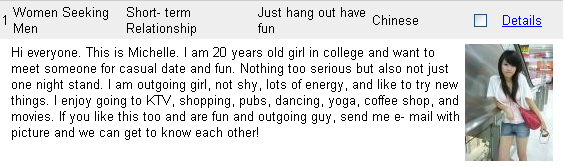 1 Women Seeking Men Short- term Relationship Just hang out have fun Chinese Details
Hi everyone. This is Michelle. I am 20 years old girl in college and want to
meet someone for casual date and fun. Nothing too serious but also not just
one night stand. I am outgoing girl, not shy, lots of energy, and like to try new
things. I enjoy going to KTV, shopping, pubs, dancing, yoga, coffee shop, and
movies. If you like this too and are fun and outgoing guy, send me e- mail with
picture and we can get to know each other!